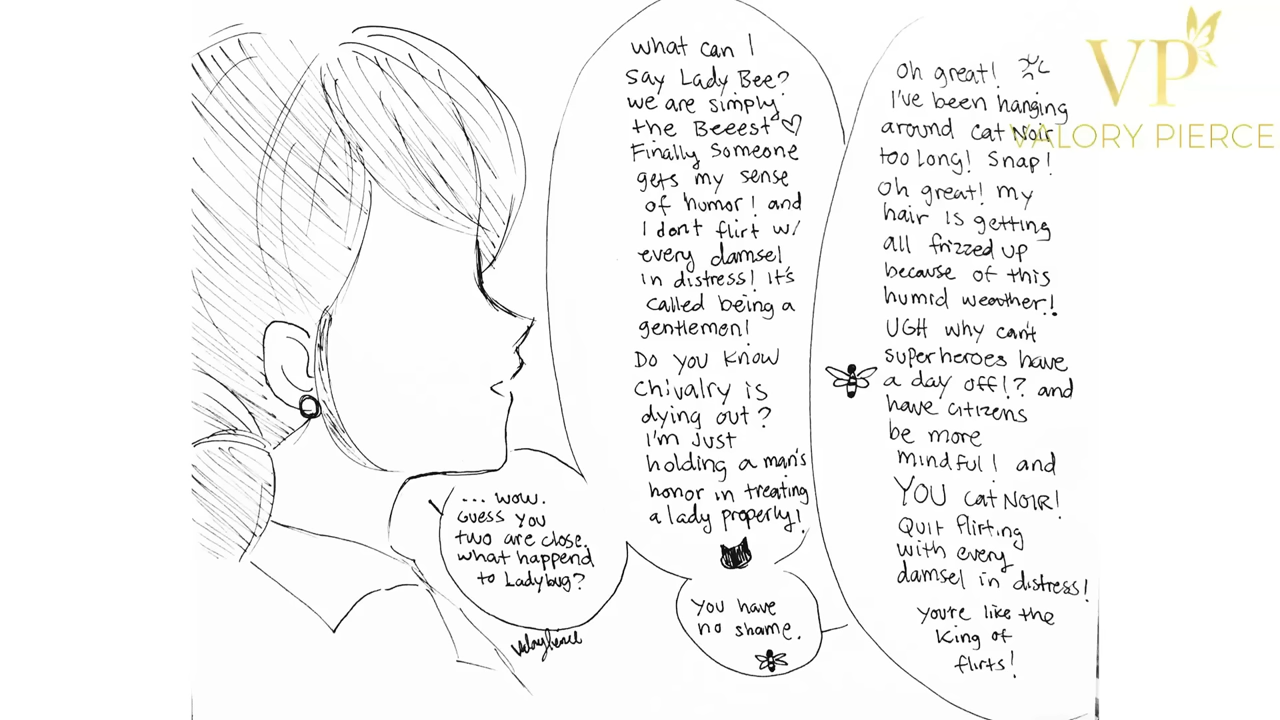 VP
VALORY PIERCE
Oh great!
I've been hanging
around cat Noir
too long! Snap!
Oh great! my
hair is getting
all frizzed up
because of this
humid weather!!
UGH why can't
superheroes have
a day off!? and
have citizens
be more
mindful! and
YOU cat NOIR!
Quit flirting
with every
damsel in distress!
you're like the
King of
flirts!
What can I
say Lady Bee?
we are simply
the Beeest ♡
Finally someone
gets my sense
of humor! and
I dont flirt w/
every damsel
in distress! it's
called being a
gentlemen!
Do you know
chivalry is
dying out?
I'm just
holding a man's
honor in treating
a lady properly!
You have
no shame.
... wow.
Guess you
two are close.
what happend
to Ladybug?
ValoryPierce